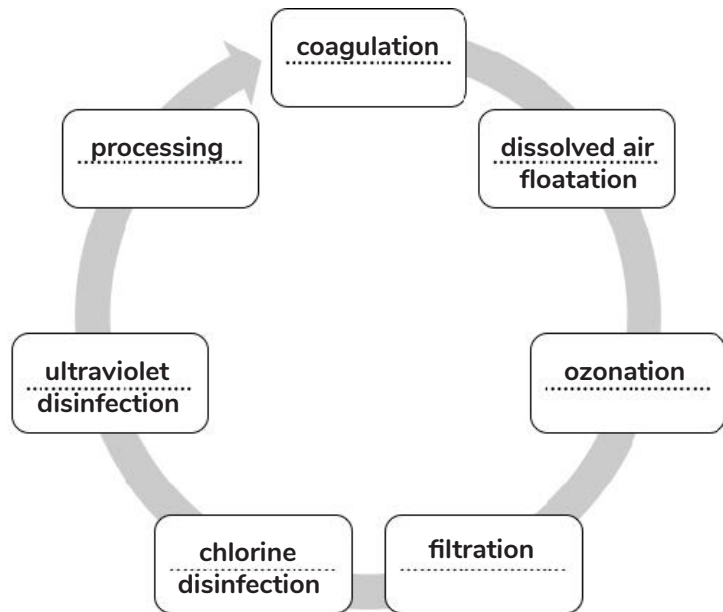 coagulation
dissolved air
floatation
ozonation
filtration
chlorine
disinfection
ultraviolet
disinfection
processing